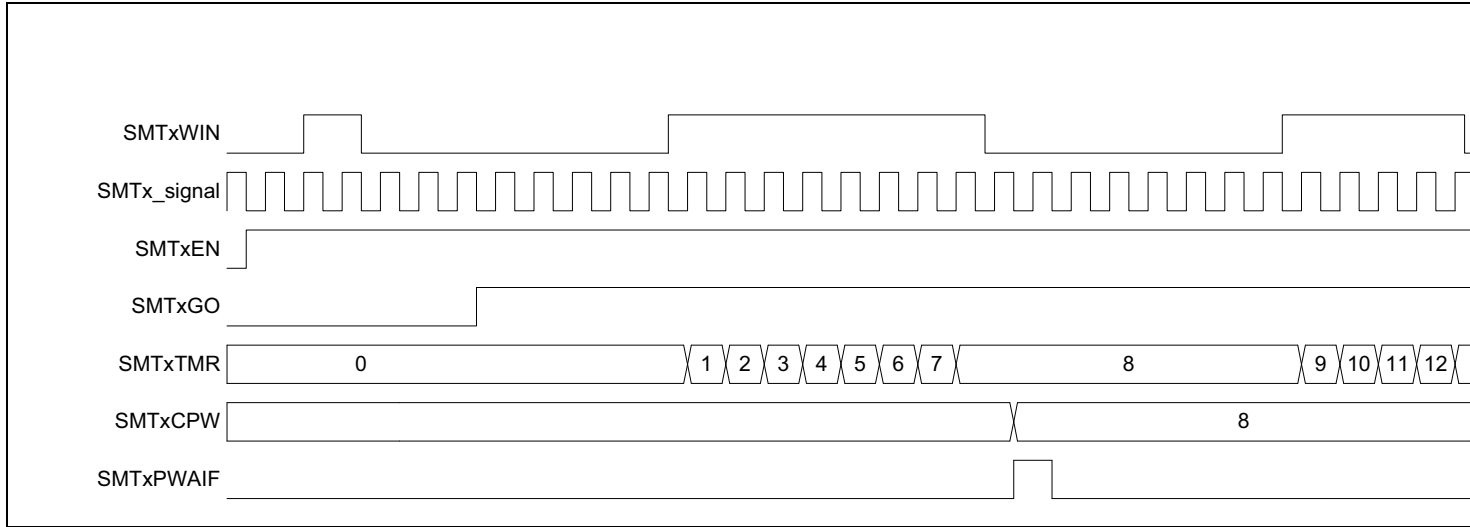 SMTxWIN
SMTx_signal
SMTxEN
SMTxGO
SMTxTMR 0 1 2 3 4 5 6 7 8 9 10 11 12
SMTxCPW 8
SMTxPWAIF